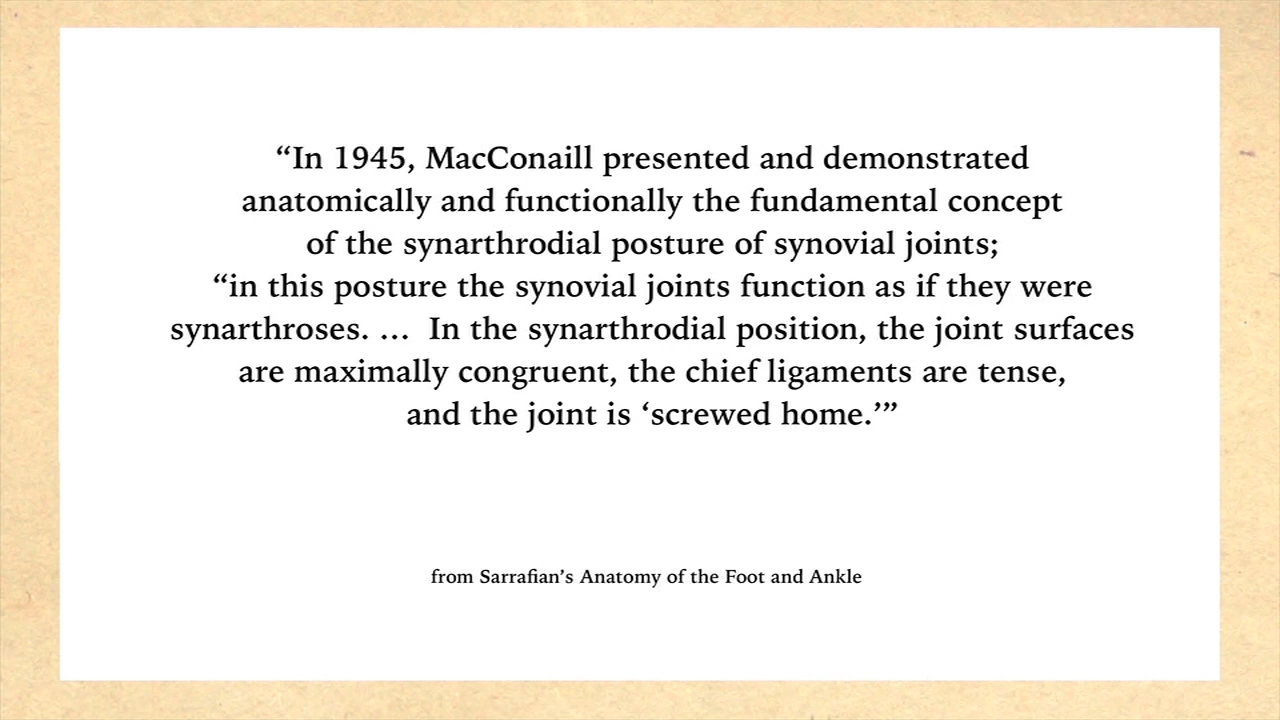 “In 1945, MacConaill presented and demonstrated
anatomically and functionally the fundamental concept
of the synarthrodial posture of synovial joints;
“in this posture the synovial joints function as if they were
synarthroses. ...  In the synarthrodial position, the joint surfaces
are maximally congruent, the chief ligaments are tense,
and the joint is ‘screwed home.’”
from Sarrafian’s Anatomy of the Foot and Ankle